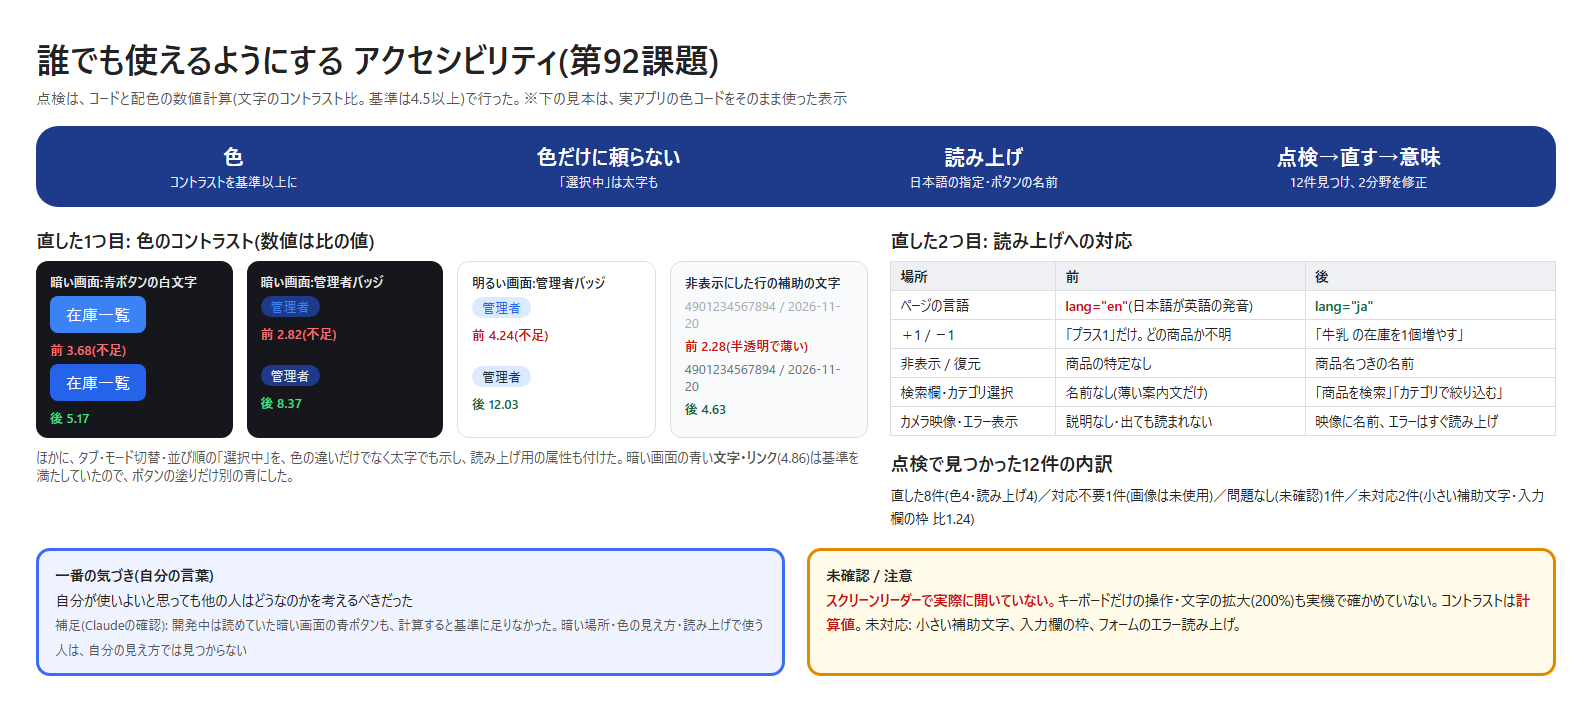 誰でも使えるようにする アクセシビリティ(第92課題)
点検は、コードと配色の数値計算(文字のコントラスト比。基準は4.5以上)で行った。※下の見本は、実アプリの色コードをそのまま使った表示
色
コントラストを基準以上に
色だけに頼らない
「選択中」は太字も
読み上げ
日本語の指定・ボタンの名前
点検→直す→意味
12件見つけ、2分野を修正
直した1つ目: 色のコントラスト(数値は比の値)
暗い画面:青ボタンの白文字
在庫一覧
前 3.68(不足)
在庫一覧
後 5.17
暗い画面:管理者バッジ
管理者
前 2.82(不足)
管理者
後 8.37
明るい画面:管理者バッジ
管理者
前 4.24(不足)
管理者
後 12.03
非表示にした行の補助の文字
4901234567894 / 2026-11-
20
前 2.28(半透明で薄い)
4901234567894 / 2026-11-
20
後 4.63
ほかに、タブ・モード切替・並び順の「選択中」を、色の違いだけでなく太字でも示し、読み上げ用の属性も付けた。暗い画面の青い文字・リンク(4.86)は基準を
満たしていたので、ボタンの塗りだけ別の青にした。
直した2つ目: 読み上げへの対応
場所 前 後
ページの言語 lang="en"(日本語が英語の発音) lang="ja"
＋1 / －1 「プラス1」だけ。どの商品か不明 「牛乳 の在庫を1個増やす」
非表示 / 復元 商品の特定なし 商品名つきの名前
検索欄・カテゴリ選択 名前なし(薄い案内文だけ) 「商品を検索」「カテゴリで絞り込む」
カメラ映像・エラー表示 説明なし・出ても読まれない 映像に名前、エラーはすぐ読み上げ
点検で見つかった12件の内訳
直した8件(色4・読み上げ4)／対応不要1件(画像は未使用)／問題なし(未確認)1件／未対応2件(小さい補助文字・入力
欄の枠 比1.24)
一番の気づき(自分の言葉)
自分が使いよいと思っても他の人はどうなのかを考えるべきだった
補足(Claudeの確認): 開発中は読めていた暗い画面の青ボタンも、計算すると基準に足りなかった。暗い場所・色の見え方・読み上げで使う
人は、自分の見え方では見つからない
未確認 / 注意
スクリーンリーダーで実際に聞いていない。キーボードだけの操作・文字の拡大(200%)も実機で確かめていない。コントラストは計
算値。未対応: 小さい補助文字、入力欄の枠、フォームのエラー読み上げ。